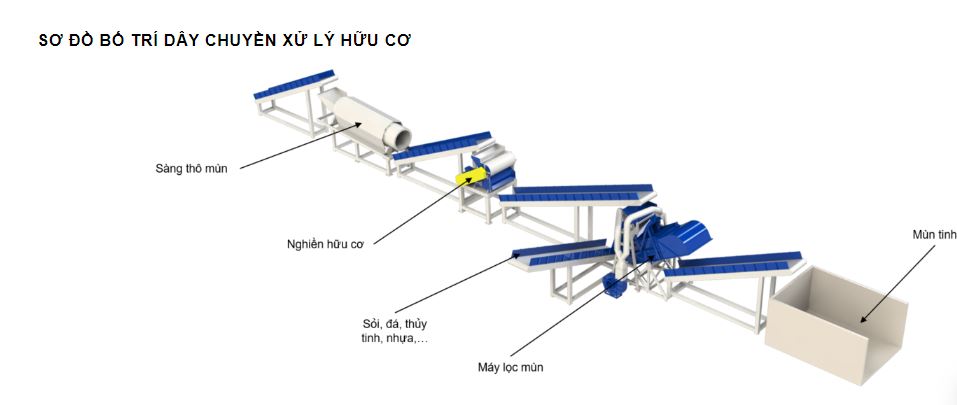 SƠ ĐỒ BỐ TRÍ DÂY CHUYỀN XỬ LÝ HỮU CƠ
Sàng thô mùn
Nghiền hữu cơ
Mùn tinh
Sỏi, đá, thủy
tinh, nhựa,...
Máy lọc mùn